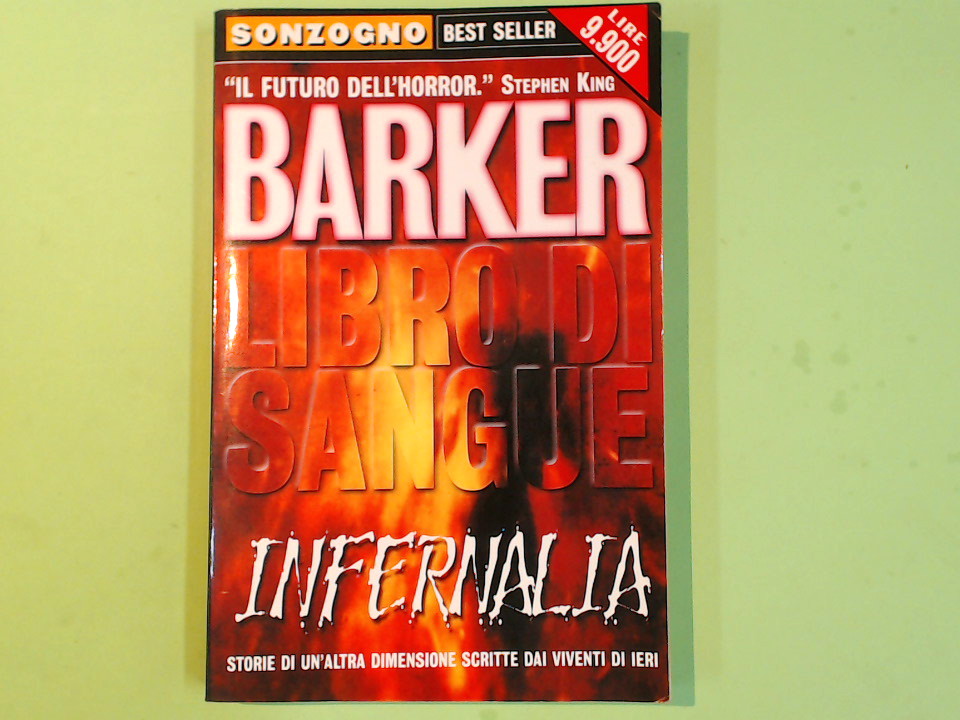 SONZOGNO BEST SELLER
LIRE
9.900
“IL FUTURO DELL'HORROR.” STEPHEN KING
BARKER
LIBRO DI
SANGUE
INFERNALIA
STORIE DI UN'ALTRA DIMENSIONE SCRITTE DAI VIVENTI DI IERI